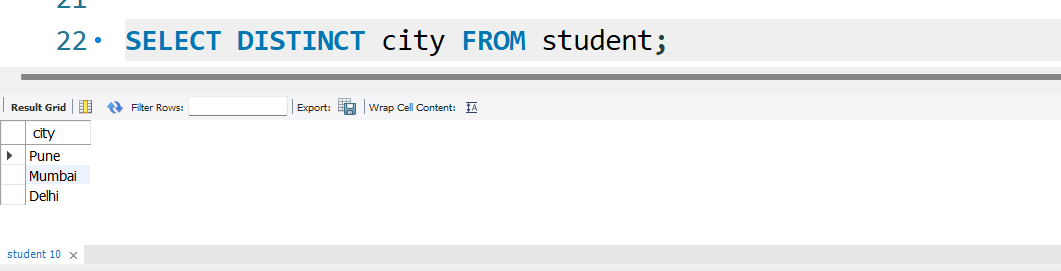 21
22 SELECT DISTINCT city FROM student;
Result Grid Filter Rows: Export: Wrap Cell Content: IA
city
Pune
Mumbai
Delhi
student 10 ×